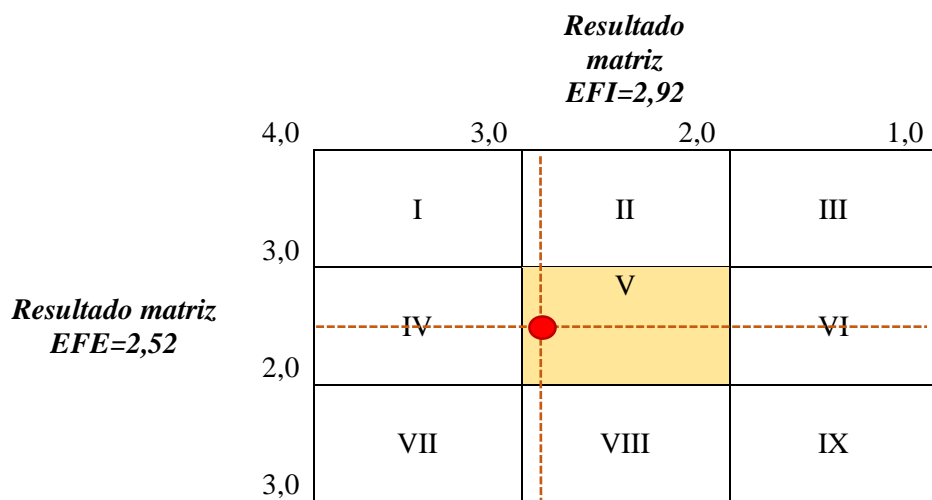 Resultado
matriz
EFI=2,92
4,0 3,0 2,0 1,0
I II III
3,0
V
Resultado matriz
EFE=2,52
IV VI
2,0
VII VIII IX
3,0